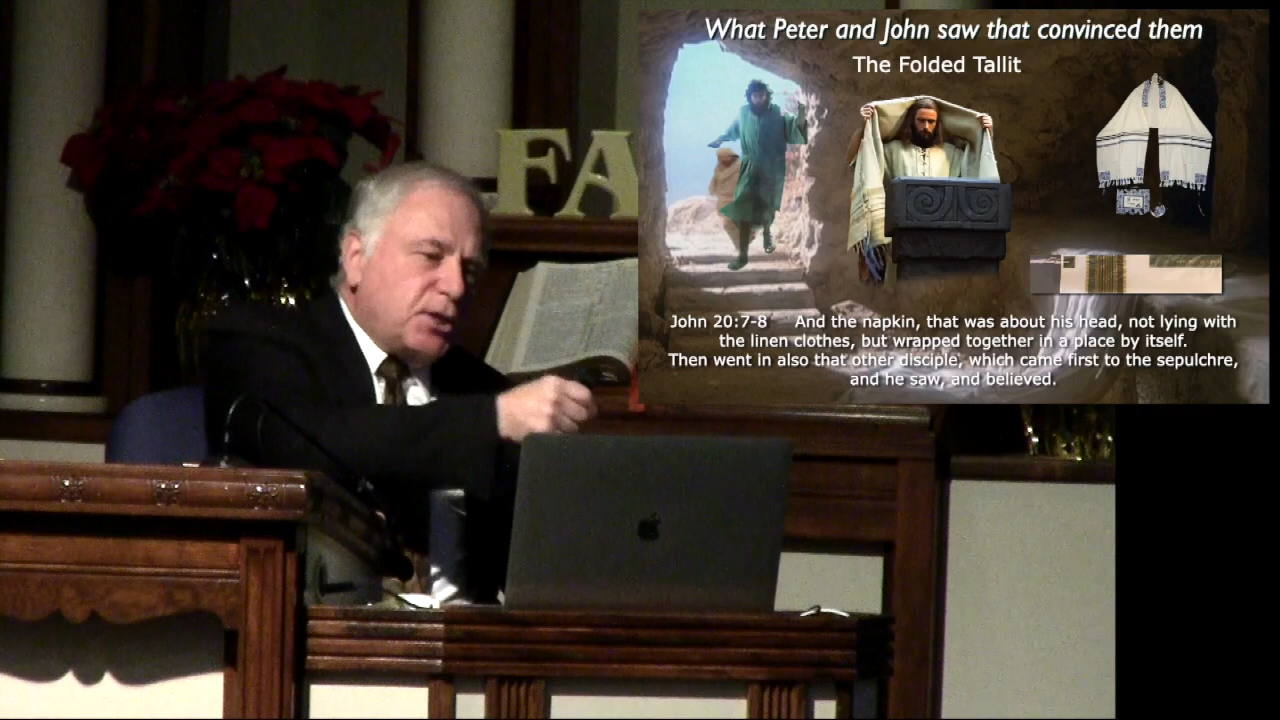 What Peter and John saw that convinced them
The Folded Tallit
FA
John 20:7-8 And the napkin, that was about his head, not lying with
the linen clothes, but wrapped together in a place by itself.
Then went in also that other disciple, which came first to the sepulchre,
and he saw, and believed.